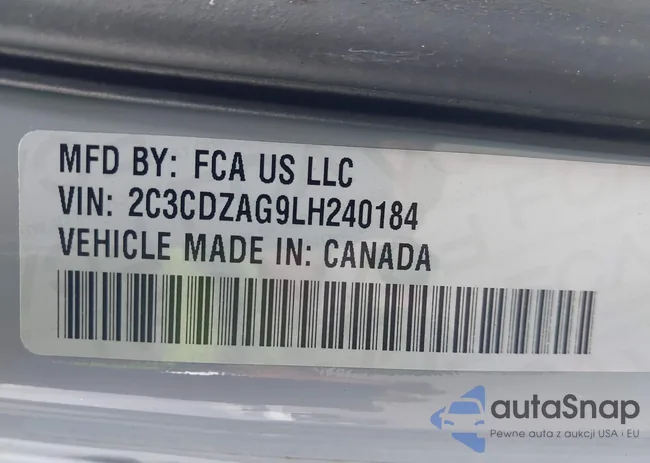 MFD BY: FCA US LLC
VIN: 2C3CDZAG9LH240184
VEHICLE MADE IN: CANADA
autaSnap
Pewne auta z aukcji USA i EU